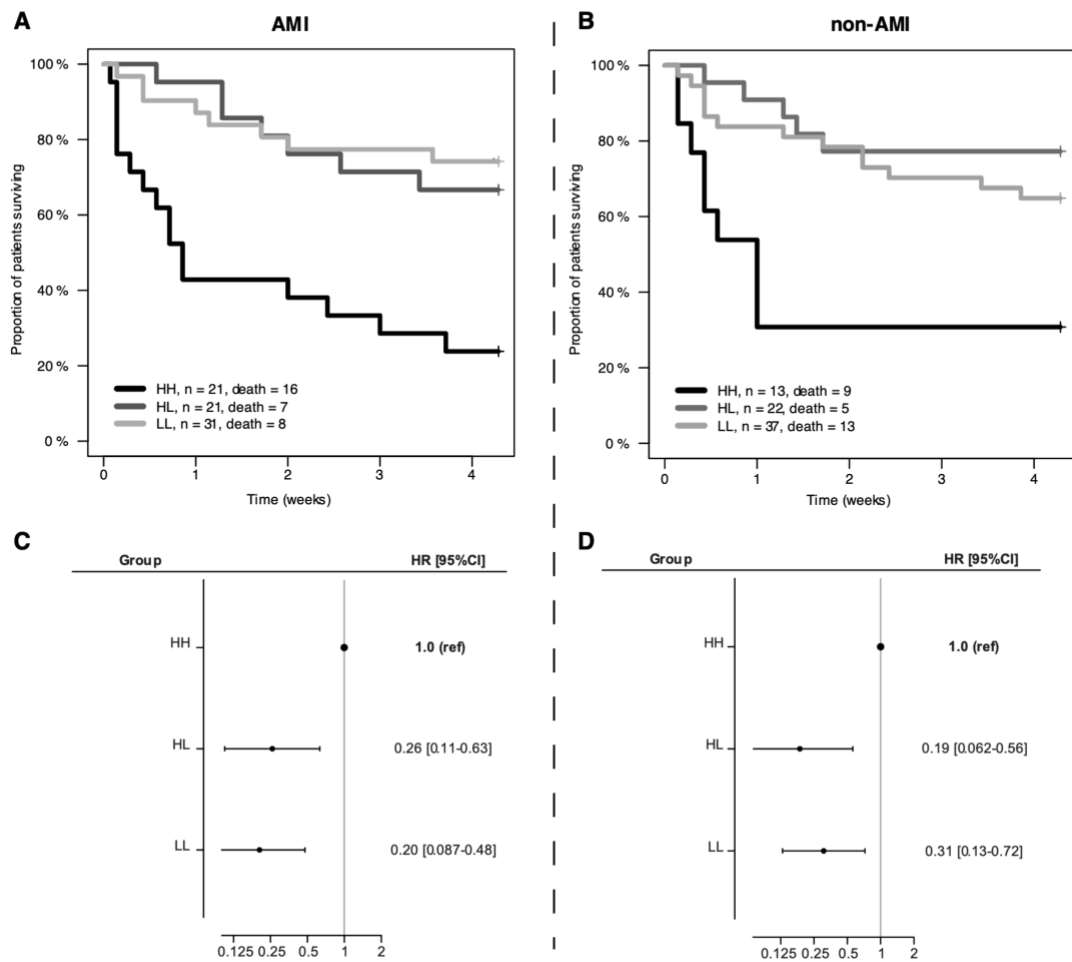 A
AMI
Proportion of patients surviving
100 %
80 %
60 %
40 %
20 %
0 %
HH, n = 21, death = 16
HL, n = 21, death = 7
LL, n = 31, death = 8
0 1 2 3 4
Time (weeks)
B
non-AMI
Proportion of patients surviving
100 %
80 %
60 %
40 %
20 %
0 %
HH, n = 13, death = 9
HL, n = 22, death = 5
LL, n = 37, death = 13
0 1 2 3 4
Time (weeks)
C
Group HR [95%CI]
HH 1.0 (ref)
HL 0.26 [0.11-0.63]
LL 0.20 [0.087-0.48]
0.125 0.25 0.5 1 2
D
Group HR [95%CI]
HH 1.0 (ref)
HL 0.19 [0.062-0.56]
LL 0.31 [0.13-0.72]
0.125 0.25 0.5 1 2